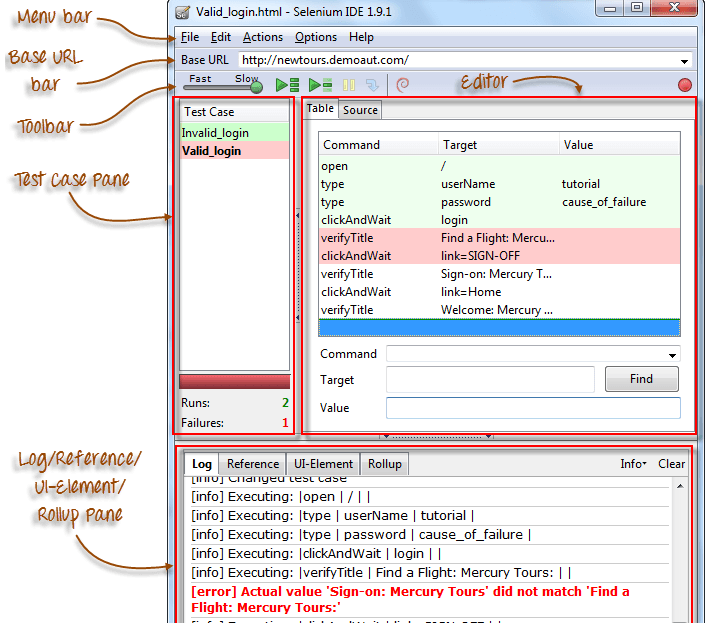 Valid_login.html - Selenium IDE 1.9.1
Menu bar
File Edit Actions Options Help
Base URL bar
Base URL http://newtours.demoaut.com/
Fast Slow
Editor
Toolbar
Test Case
Invalid_login
Valid_login
Test Case Pane
Runs: 2
Failures: 1
Table Source
Command Target Value
open /
type userName tutorial
type password cause_of_failure
clickAndWait login
verifyTitle Find a Flight: Mercu...
clickAndWait link=SIGN-OFF
verifyTitle Sign-on: Mercury T...
clickAndWait link=Home
verifyTitle Welcome: Mercury ...
Command
Target Find
Value
Log/Reference/
UI-Element/
Rollup Pane
Log Reference UI-Element Rollup Info Clear
[info] Changed test case
[info] Executing: |open | / | |
[info] Executing: |type | userName | tutorial |
[info] Executing: |type | password | cause_of_failure |
[info] Executing: |clickAndWait | login | |
[info] Executing: |verifyTitle | Find a Flight: Mercury Tours: | |
[error] Actual value 'Sign-on: Mercury Tours' did not match 'Find a
Flight: Mercury Tours:'